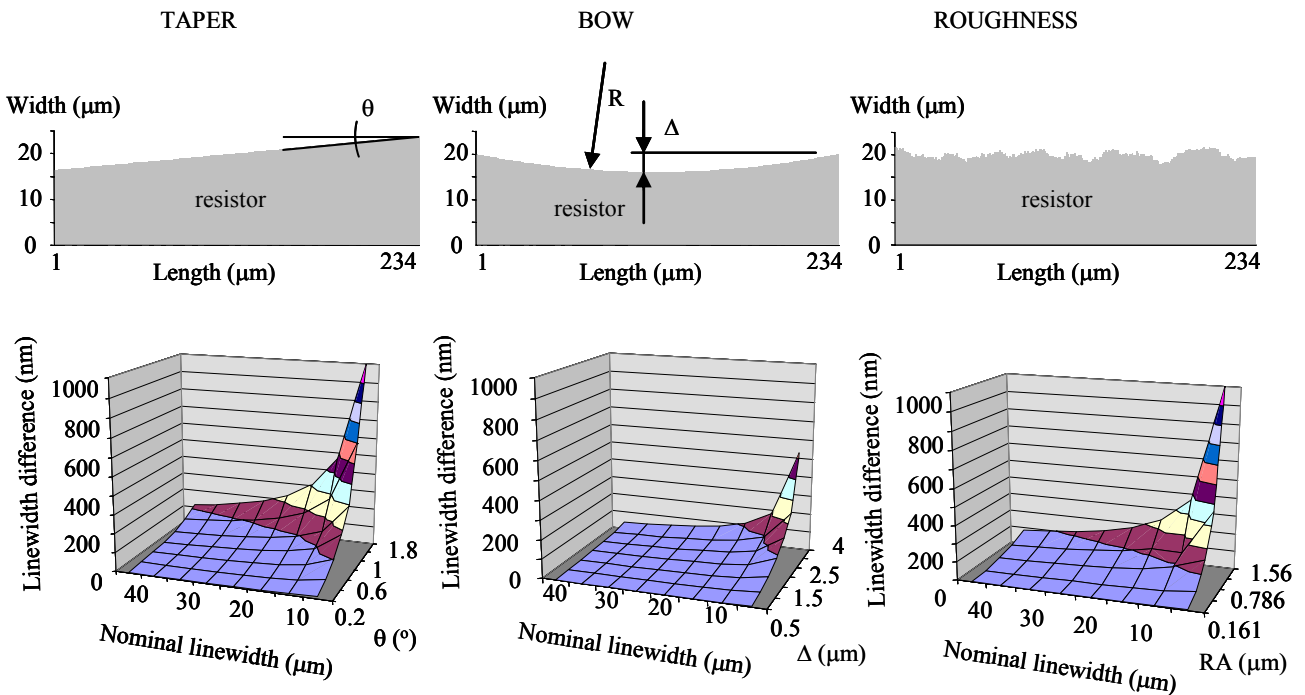 TAPER
BOW
ROUGHNESS
Width (μm)
20
10
0
θ
resistor
1
234
Length (μm)
Width (μm)
20
10
0
R
Δ
resistor
1
234
Length (μm)
Width (μm)
20
10
0
resistor
1
234
Length (μm)
Linewidth difference (nm)
1000
800
600
400
200
0
40
30
20
10
Nominal linewidth (μm)
0.2
0.6
1
1.8
θ (º)
Linewidth difference (nm)
1000
800
600
400
200
0
40
30
20
10
Nominal linewidth (μm)
0.5
1.5
2.5
4
Δ (μm)
Linewidth difference (nm)
1000
800
600
400
200
0
40
30
20
10
Nominal linewidth (μm)
0.161
0.786
1.56
RA (μm)